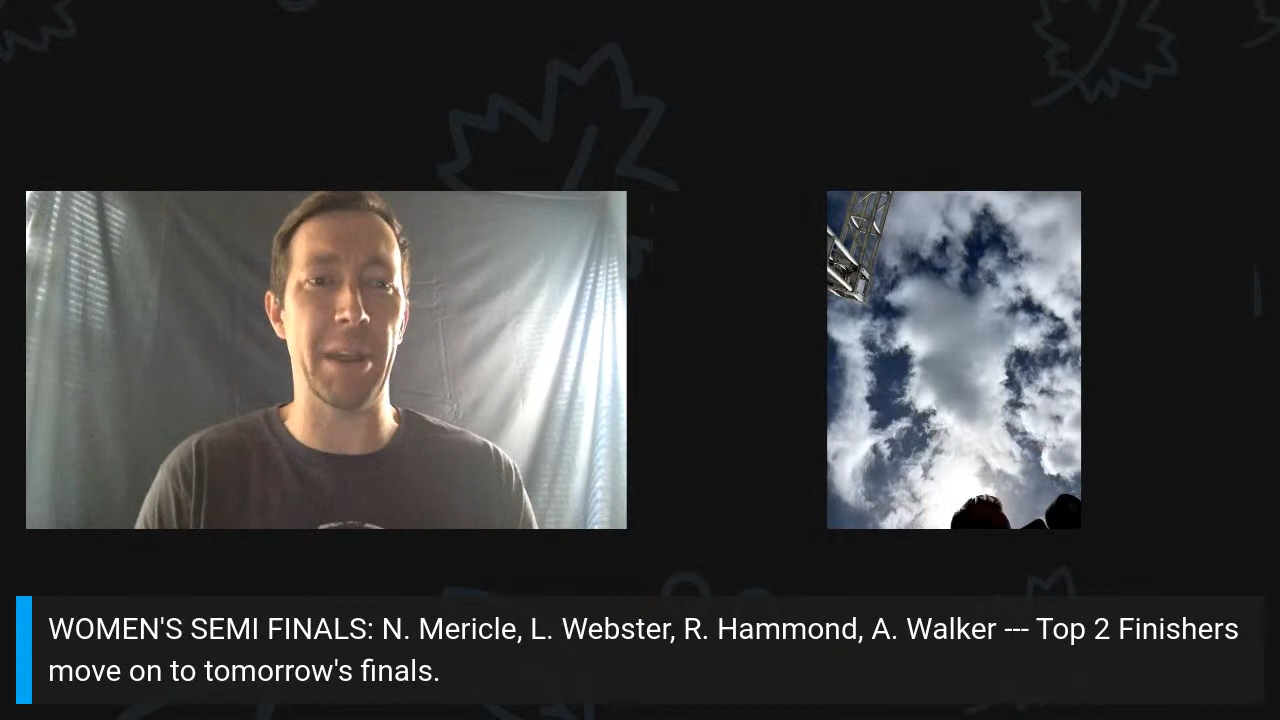 WOMEN'S SEMI FINALS: N. Mericle, L. Webster, R. Hammond, A. Walker --- Top 2 Finishers
move on to tomorrow's finals.